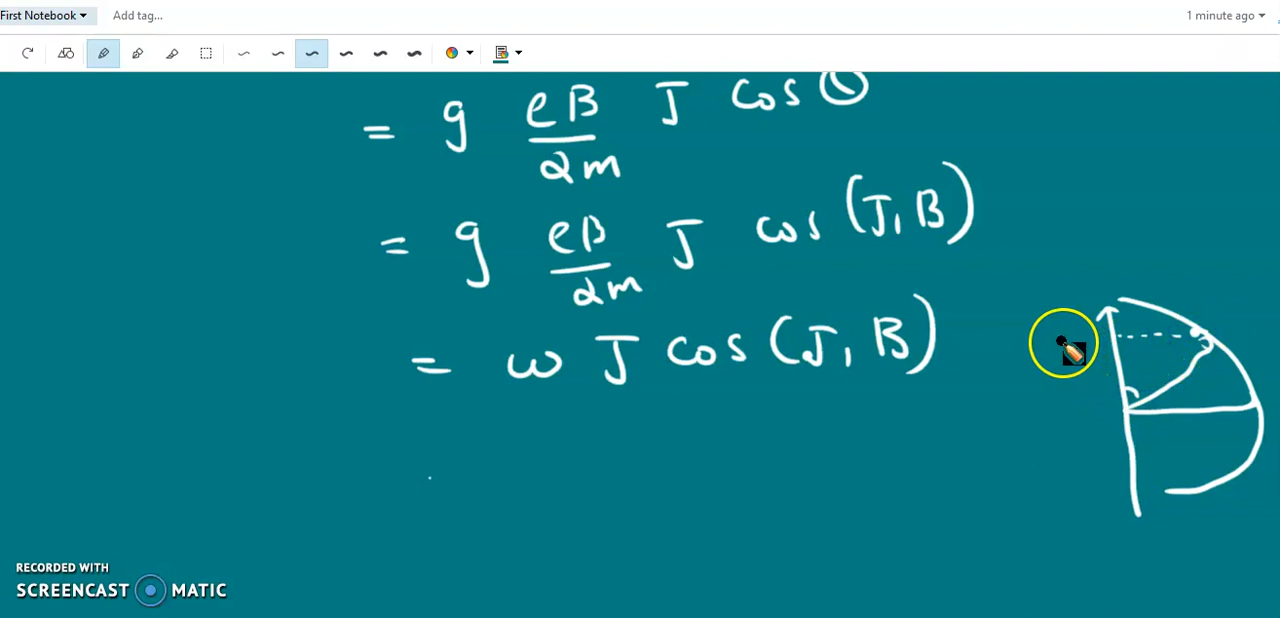 First Notebook
Add tag...
1 minute ago
= g eB/2m J cos
= g eB/2m J cos (J, B)
= ω J cos (J, B)
RECORDED WITH
SCREENCAST MATIC